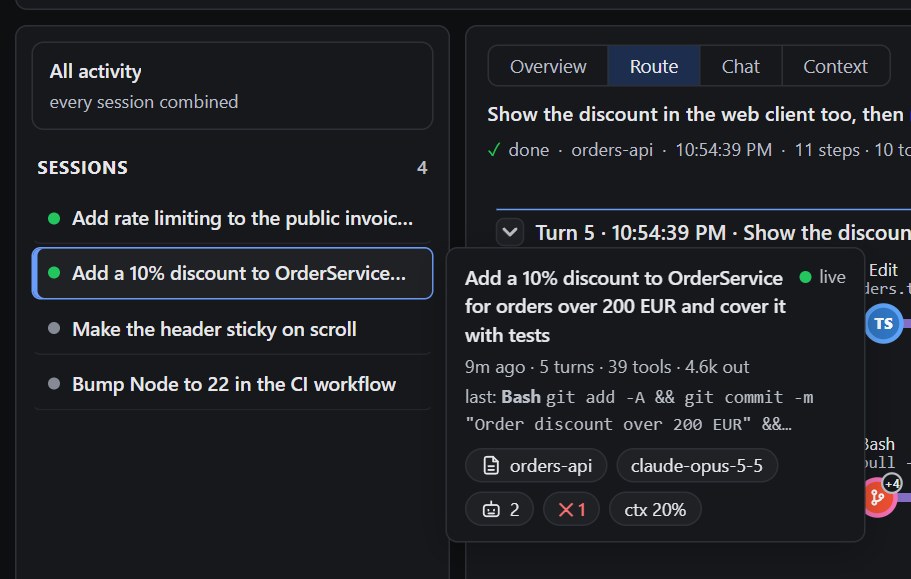 All activity
every session combined
SESSIONS 4
Add rate limiting to the public invoic...
Add a 10% discount to OrderService...
Make the header sticky on scroll
Bump Node to 22 in the CI workflow
Overview Route Chat Context
Show the discount in the web client too, then
✓ done · orders-api · 10:54:39 PM · 11 steps · 10 to
Turn 5 · 10:54:39 PM · Show the discoun
Add a 10% discount to OrderService
for orders over 200 EUR and cover it
with tests
live
9m ago · 5 turns · 39 tools · 4.6k out
last: Bash git add -A && git commit -m
"Order discount over 200 EUR" &&…
orders-api claude-opus-5-5
2 ✕1 ctx 20%
Edit
ders.t
TS
Bash
pull -
+4